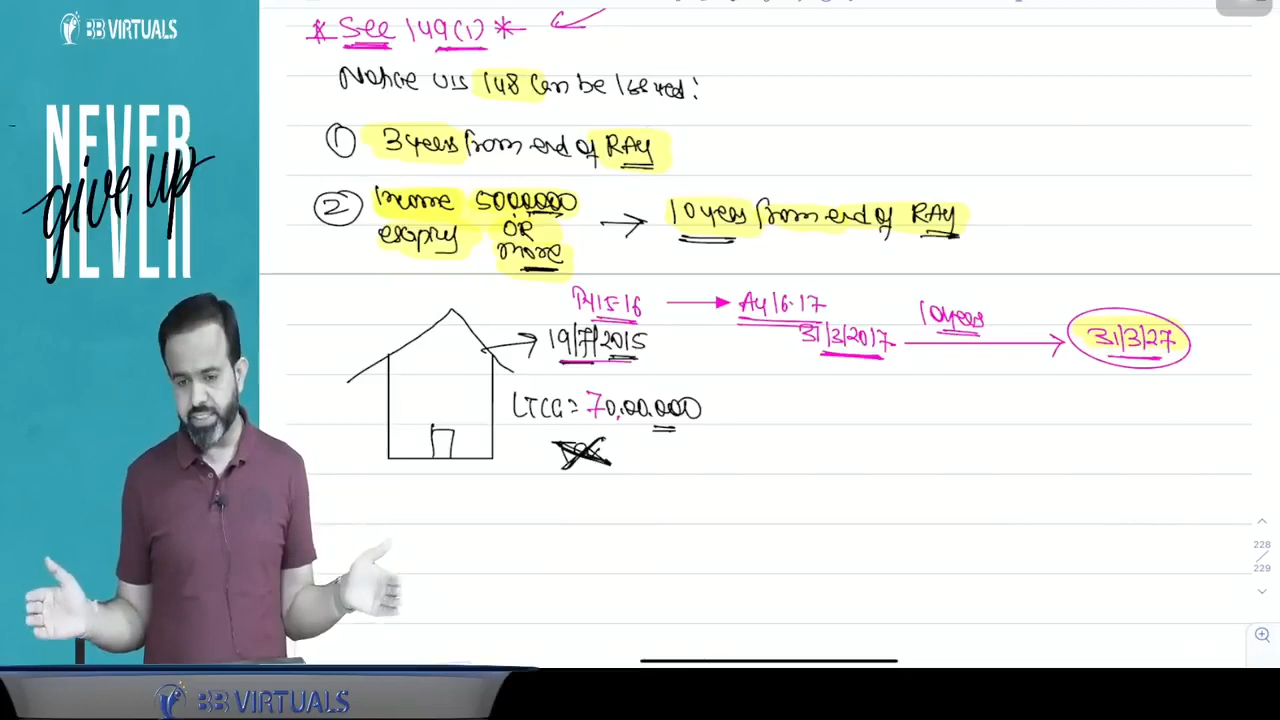 BB VIRTUALS
NEVER
give up
NEVER
* See 149(1) *
Notice u/s 148 Can be issued:
① 3 years from end of RAY
② Income 5000,000 → 10 years from end of RAY
escaping OR
more
PY 15-16 → AY 16-17 10 years
19/7/2015 31/3/2017 → 31/3/27
LTCG = 70,00,000
228
229
BB VIRTUALS